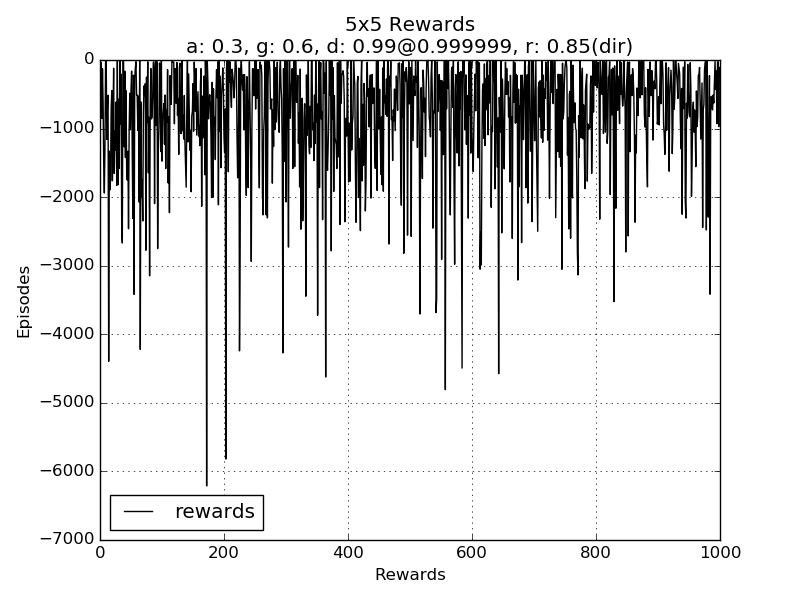 5x5 Rewards
a: 0.3, g: 0.6, d: 0.99@0.999999, r: 0.85(dir)
0
−1000
−2000
−3000
−4000
−5000
−6000
−7000
Episodes
rewards
0 200 400 600 800 1000
Rewards